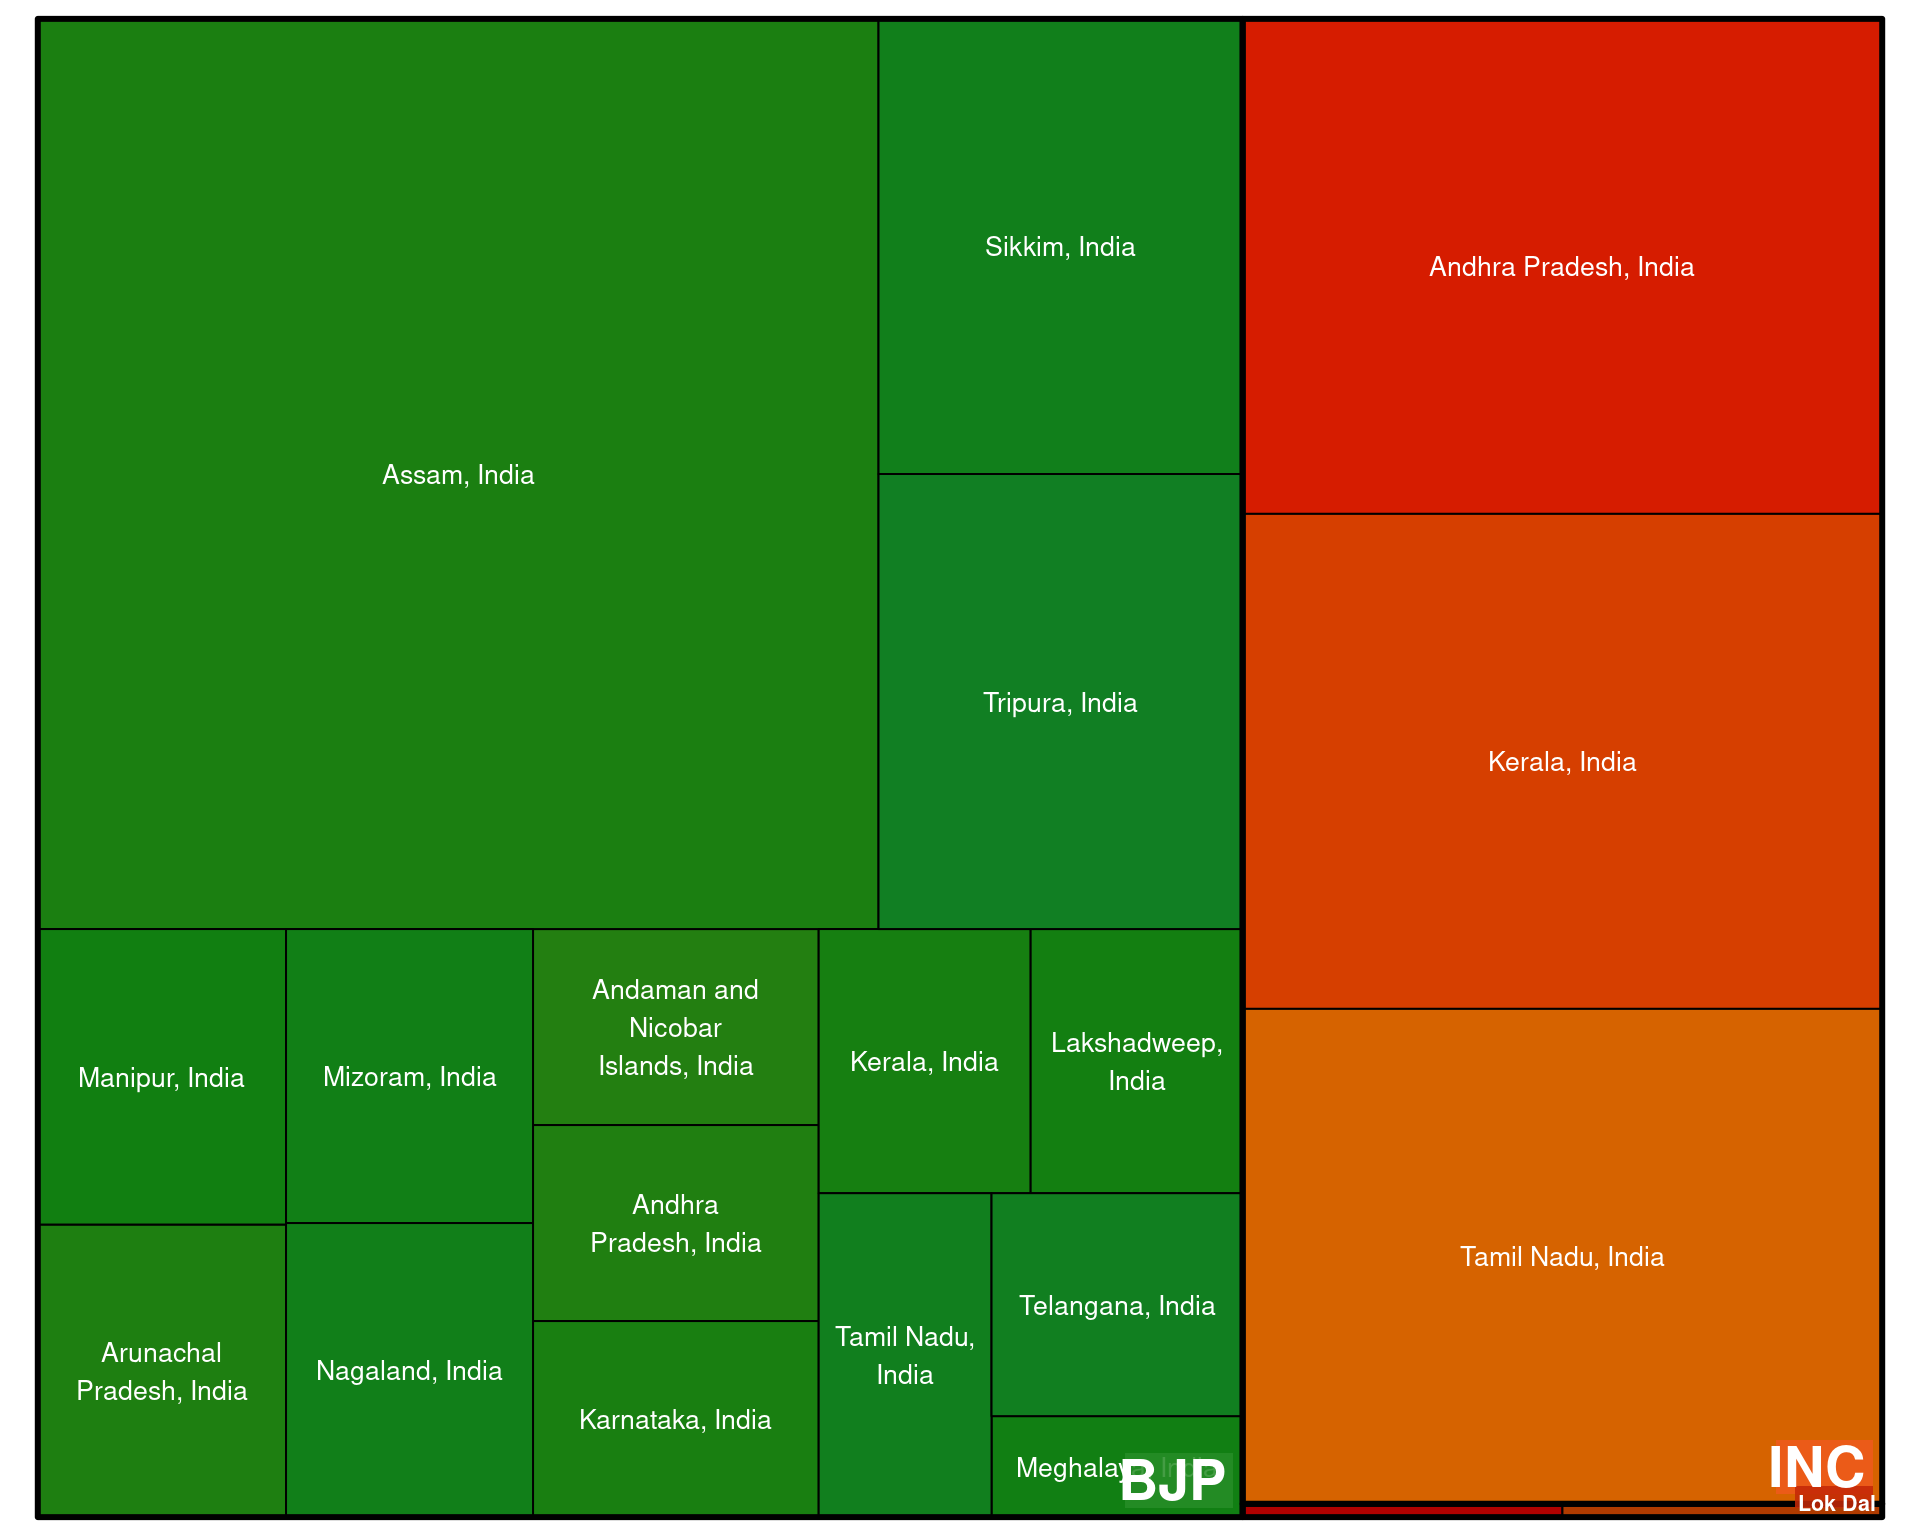 Assam, India
Sikkim, India
Tripura, India
Manipur, India
Arunachal
Pradesh, India
Mizoram, India
Nagaland, India
Andaman and
Nicobar
Islands, India
Andhra
Pradesh, India
Karnataka, India
Kerala, India
Lakshadweep,
India
Tamil Nadu,
India
Telangana, India
BJP
Andhra Pradesh, India
Kerala, India
Tamil Nadu, India
INC
Lok Dal